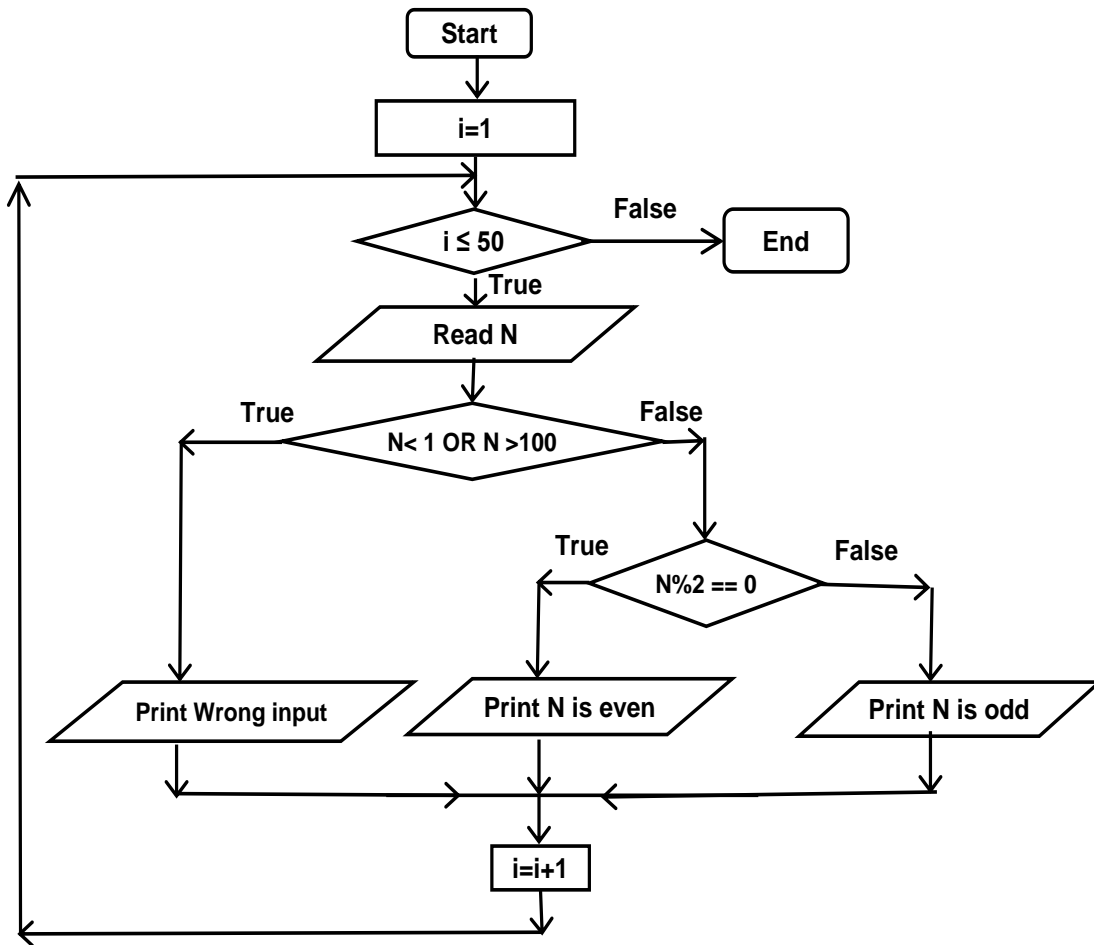 Start
i=1
False
i ≤ 50
End
True
Read N
True
False
N< 1 OR N >100
True
False
N%2 == 0
Print Wrong input
Print N is even
Print N is odd
i=i+1